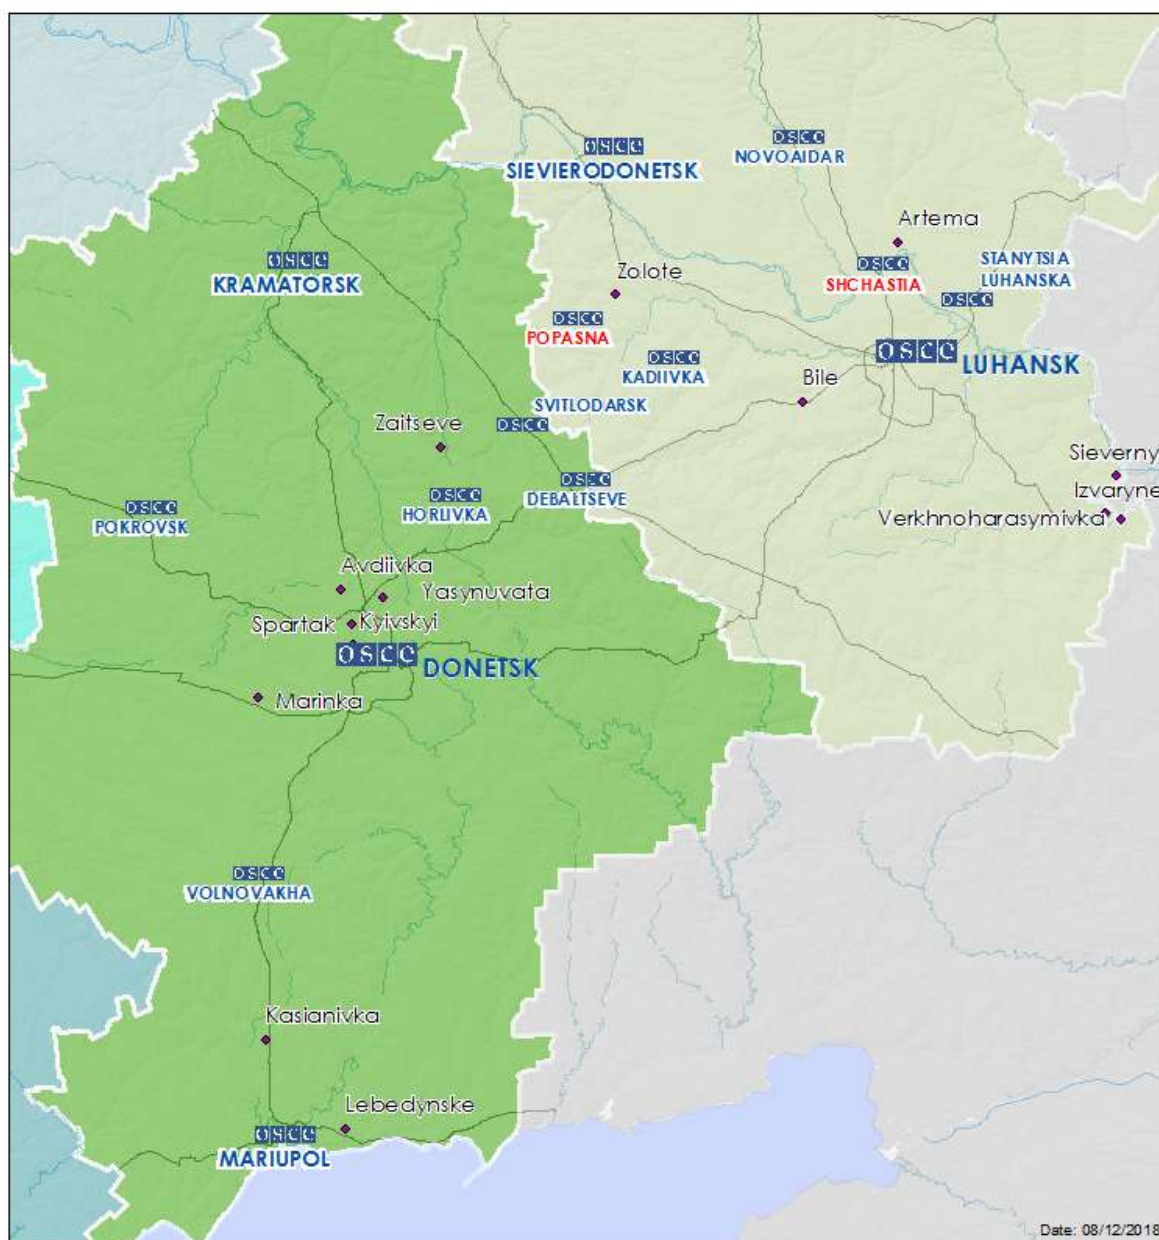 OSCE
SIEVIERODONETSK
OSCE
NOVOAIDAR
Artema
OSCE
KRAMATORSK
Zolote
OSCE
SHCHASTIA
STANYTSIA
LUHANSKA
OSCE
OSCE
POPASNA
OSCE
KADIIVKA
OSCE
LUHANSK
Bile
SVITLODARSK
OSCE
Zaitseve
Sieverny
OSCE
DEBALTSEVE
OSCE
HORLIVKA
OSCE
POKROVSK
Izvaryne
Verkhnoharasymivka
Avdiivka
Yasynuvata
Spartak
Kyivskyi
OSCE
DONETSK
Marinka
OSCE
VOLNOVAKHA
Kasianivka
Lebedynske
OSCE
MARIUPOL
Date: 08/12/2018